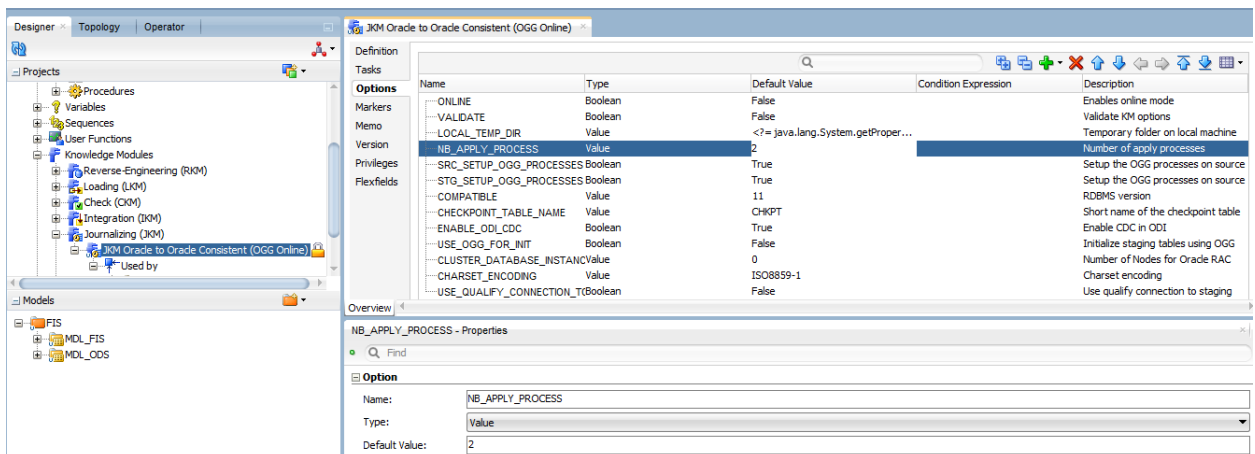 Designer Topology Operator
Projects
Procedures
Variables
Sequences
User Functions
Knowledge Modules
Reverse-Engineering (RKM)
Loading (LKM)
Check (CKM)
Integration (IKM)
Journalizing (JKM)
JKM Oracle to Oracle Consistent (OGG Online)
Used by
Models
FIS
MDL_FIS
MDL_ODS
JKM Oracle to Oracle Consistent (OGG Online)
Definition
Tasks
Options
Markers
Memo
Version
Privileges
Flexfields
Name Type Default Value Condition Expression Description
ONLINE Boolean False Enables online mode
VALIDATE Boolean False Validate KM options
LOCAL_TEMP_DIR Value <?= java.lang.System.getProper... Temporary folder on local machine
NB_APPLY_PROCESS Value 2 Number of apply processes
SRC_SETUP_OGG_PROCESSES Boolean True Setup the OGG processes on source
STG_SETUP_OGG_PROCESSES Boolean True Setup the OGG processes on source
COMPATIBLE Value 11 RDBMS version
CHECKPOINT_TABLE_NAME Value CHKPT Short name of the checkpoint table
ENABLE_ODI_CDC Boolean True Enable CDC in ODI
USE_OGG_FOR_INIT Boolean False Initialize staging tables using OGG
CLUSTER_DATABASE_INSTANC Value 0 Number of Nodes for Oracle RAC
CHARSET_ENCODING Value ISO8859-1 Charset encoding
USE_QUALIFY_CONNECTION_T( Boolean False Use qualify connection to staging
Overview
NB_APPLY_PROCESS - Properties
Find
Option
Name: NB_APPLY_PROCESS
Type: Value
Default Value: 2